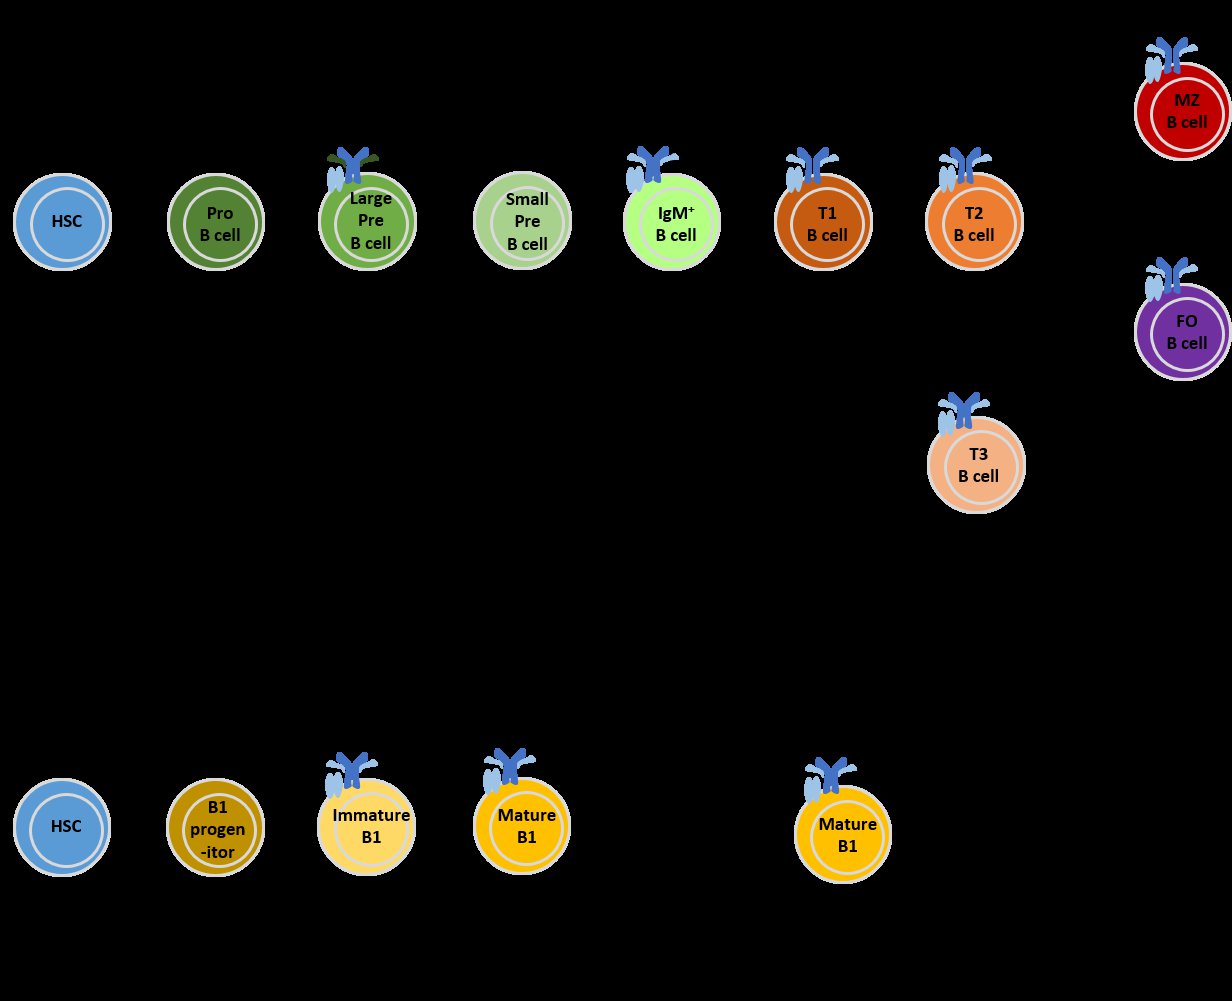 MZ
B cell
HSC
Pro
B cell
Large
Pre
B cell
Small
Pre
B cell
IgM⁺
B cell
T1
B cell
T2
B cell
FO
B cell
T3
B cell
HSC
B1
progen
-itor
Immature
B1
Mature
B1
Mature
B1